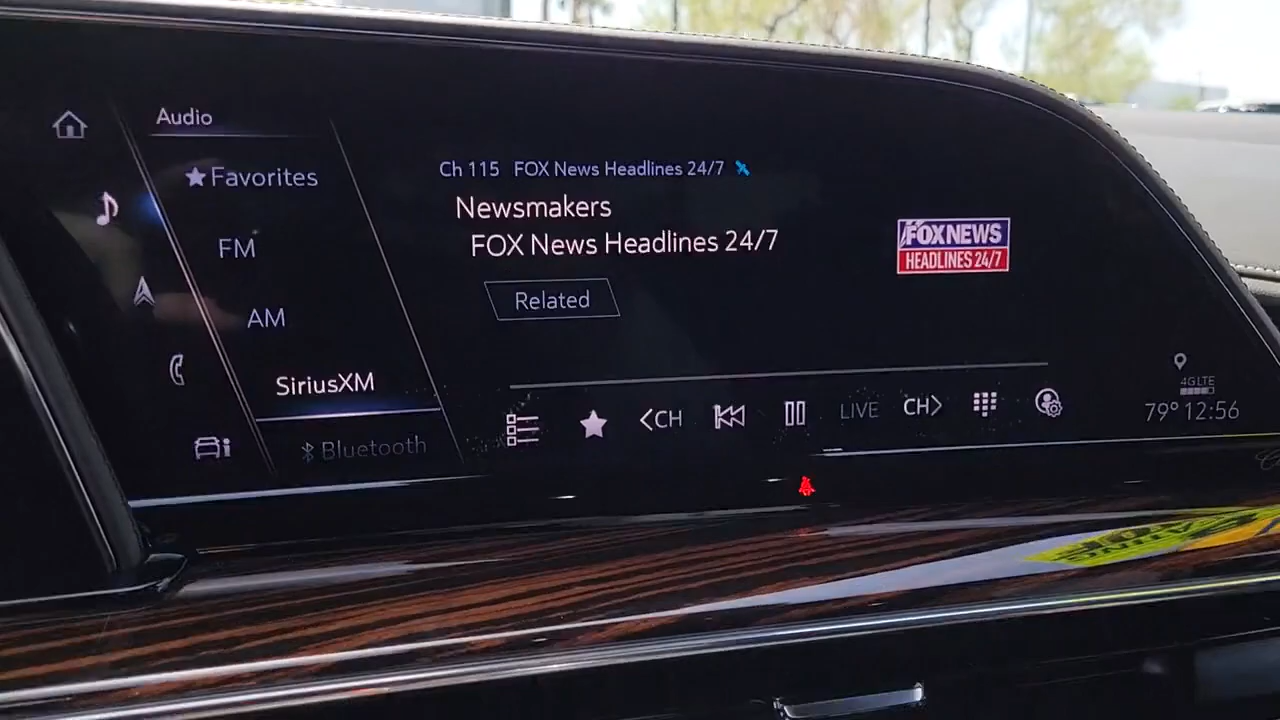 Audio
Favorites
FM
AM
SiriusXM
Bluetooth
Ch 115 FOX News Headlines 24/7
Newsmakers
FOX News Headlines 24/7
Related
FOX NEWS
HEADLINES 24/7
<CH
LIVE
CH>
4GLTE
79° 12:56